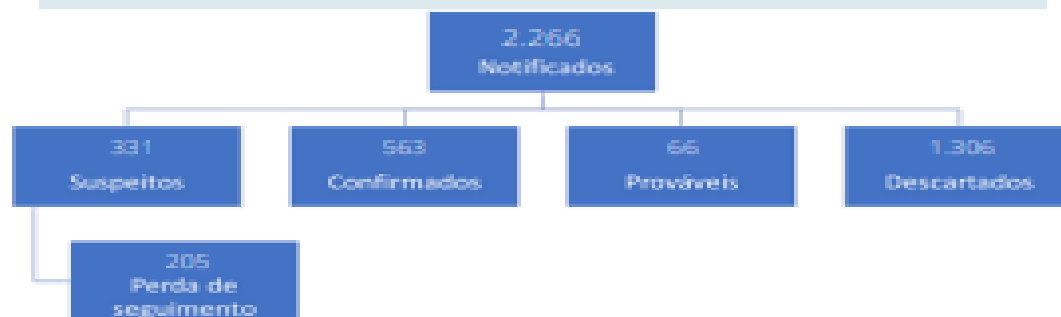 2.266
Notificados
331
Suspeitos
563
Confirmados
66
Prováveis
1.306
Descartados
205
Perda de
seguimento